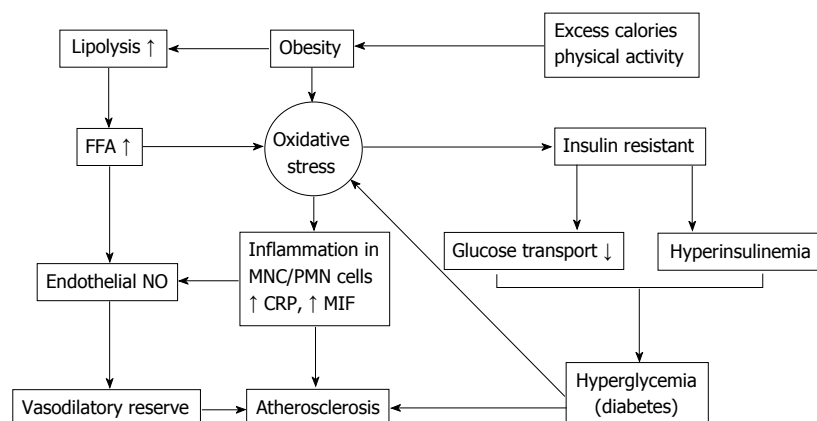 Lipolysis ↑
Obesity
Excess calories
physical activity
FFA ↑
Oxidative
stress
Insulin resistant
Inflammation in
MNC/PMN cells
↑ CRP, ↑ MIF
Glucose transport ↓
Hyperinsulinemia
Endothelial NO
Vasodilatory reserve
Atherosclerosis
Hyperglycemia
(diabetes)